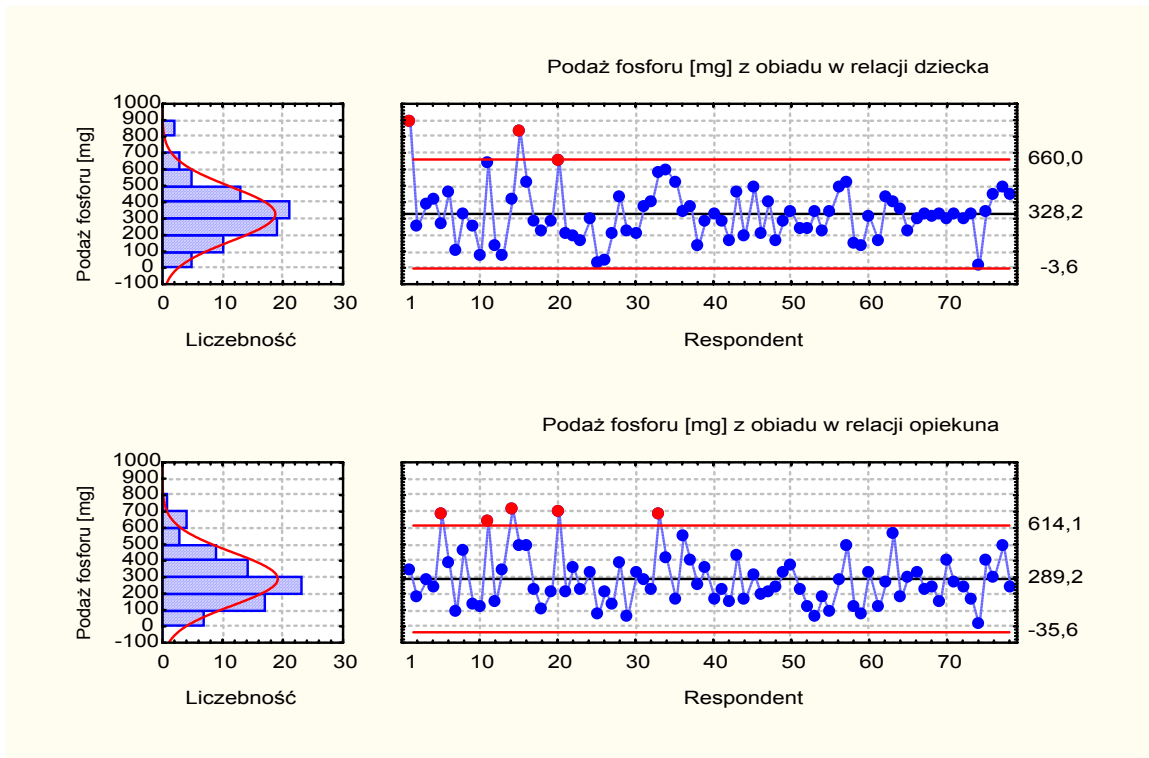 Podaż fosforu [mg] z obiadu w relacji dziecka
Podaż fosforu [mg]
1000
900
800
700
600
500
400
300
200
100
0
-100
0 10 20 30
Liczebność
660,0
328,2
-3,6
1 10 20 30 40 50 60 70
Respondent
Podaż fosforu [mg] z obiadu w relacji opiekuna
Podaż fosforu [mg]
1000
900
800
700
600
500
400
300
200
100
0
-100
0 10 20 30
Liczebność
614,1
289,2
-35,6
1 10 20 30 40 50 60 70
Respondent